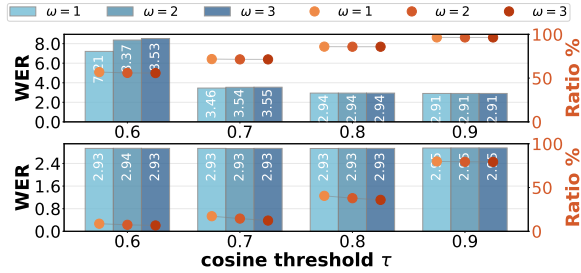 ω = 1 ω = 2 ω = 3 ω = 1 ω = 2 ω = 3
WER
8.0
6.0
4.0
2.0
0.0
7.21 8.37 8.53 3.46 3.54 3.55 2.94 2.94 2.94 2.91 2.91 2.91
100
50
0
Ratio %
0.6 0.7 0.8 0.9
WER
2.4
1.6
0.8
0.0
2.93 2.94 2.93 2.93 2.93 2.93 2.93 2.93 2.93 2.95 2.95 2.95
100
50
0
Ratio %
0.6 0.7 0.8 0.9
cosine threshold τ